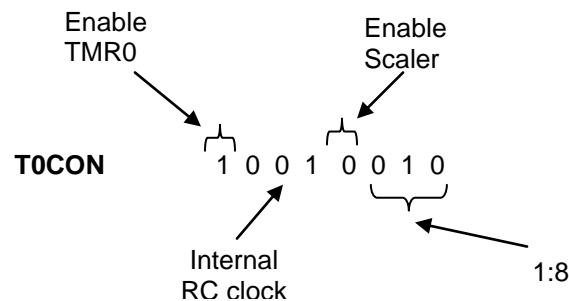 Enable
TMR0
Enable
Scaler
T0CON 1 0 0 1 0 0 1 0
Internal
RC clock
1:8